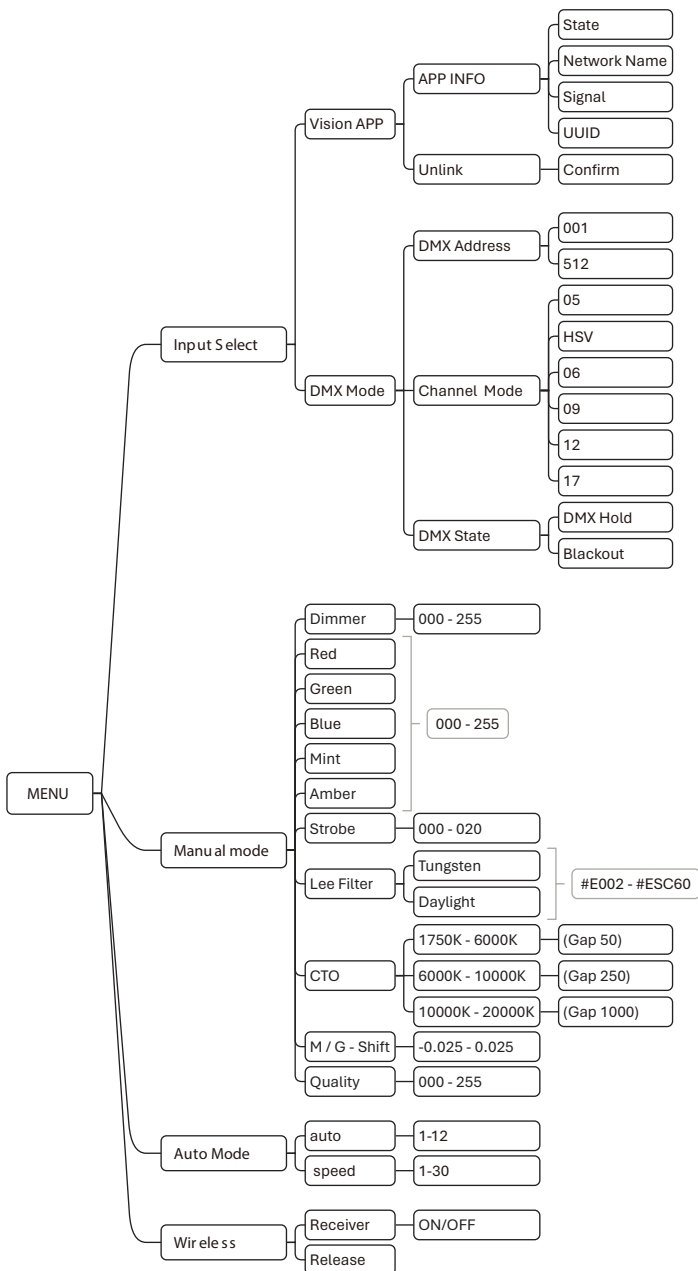 MENU
Input Select
Vision APP
APP INFO
State
Network Name
Signal
UUID
Unlink
Confirm
DMX Mode
DMX Address
001
512
Channel Mode
05
HSV
06
09
12
17
DMX State
DMX Hold
Blackout
Manual mode
Dimmer
000 - 255
Red
Green
Blue
Mint
Amber
000 - 255
Strobe
000 - 020
Lee Filter
Tungsten
Daylight
#E002 - #ESC60
CTO
1750K - 6000K
(Gap 50)
6000K - 10000K
(Gap 250)
10000K - 20000K
(Gap 1000)
M / G - Shift
-0.025 - 0.025
Quality
000 - 255
Auto Mode
auto
1-12
speed
1-30
Wireless
Receiver
ON/OFF
Release